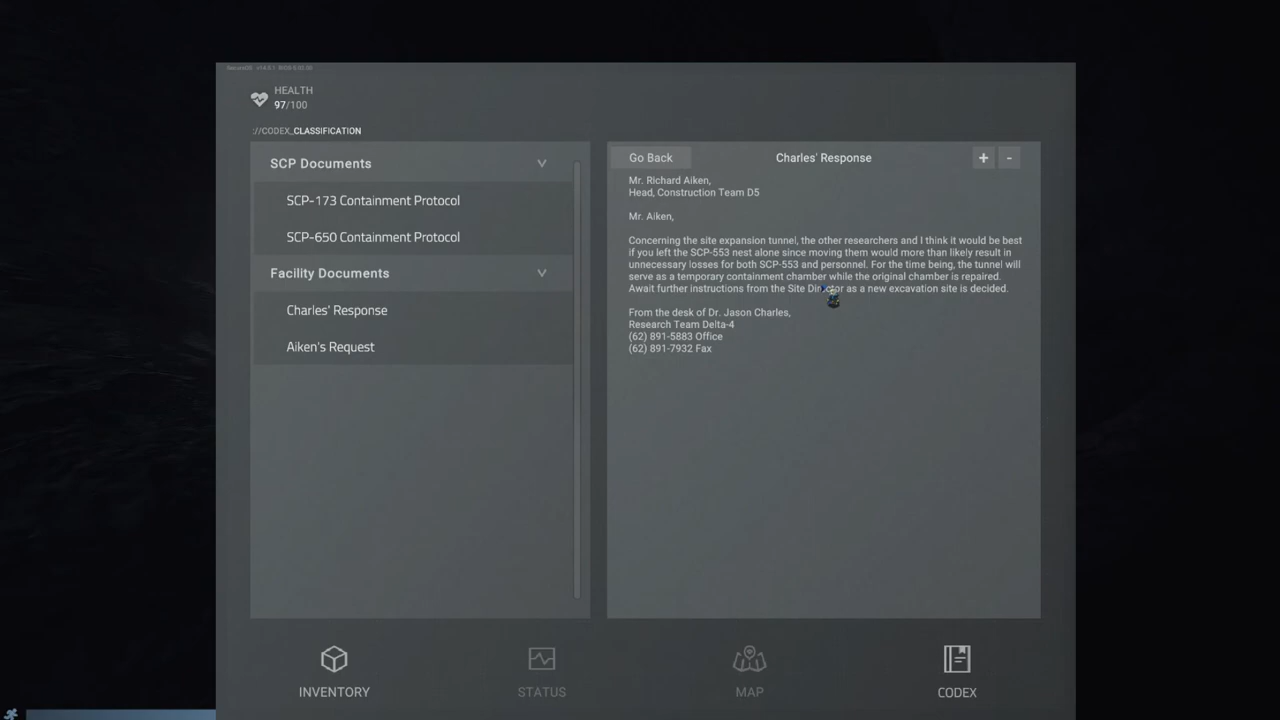 HEALTH
97/100
://CODEX_CLASSIFICATION
SCP Documents
SCP-173 Containment Protocol
SCP-650 Containment Protocol
Facility Documents
Charles' Response
Aiken's Request
Go Back
Charles' Response
+
-
Mr. Richard Aiken,
Head, Construction Team D5
Mr. Aiken,
Concerning the site expansion tunnel, the other researchers and I think it would be best
if you left the SCP-553 nest alone since moving them would more than likely result in
unnecessary losses for both SCP-553 and personnel. For the time being, the tunnel will
serve as a temporary containment chamber while the original chamber is repaired.
Await further instructions from the Site Director as a new excavation site is decided.
From the desk of Dr. Jason Charles,
Research Team Delta-4
(62) 891-5883 Office
(62) 891-7932 Fax
INVENTORY
STATUS
MAP
CODEX